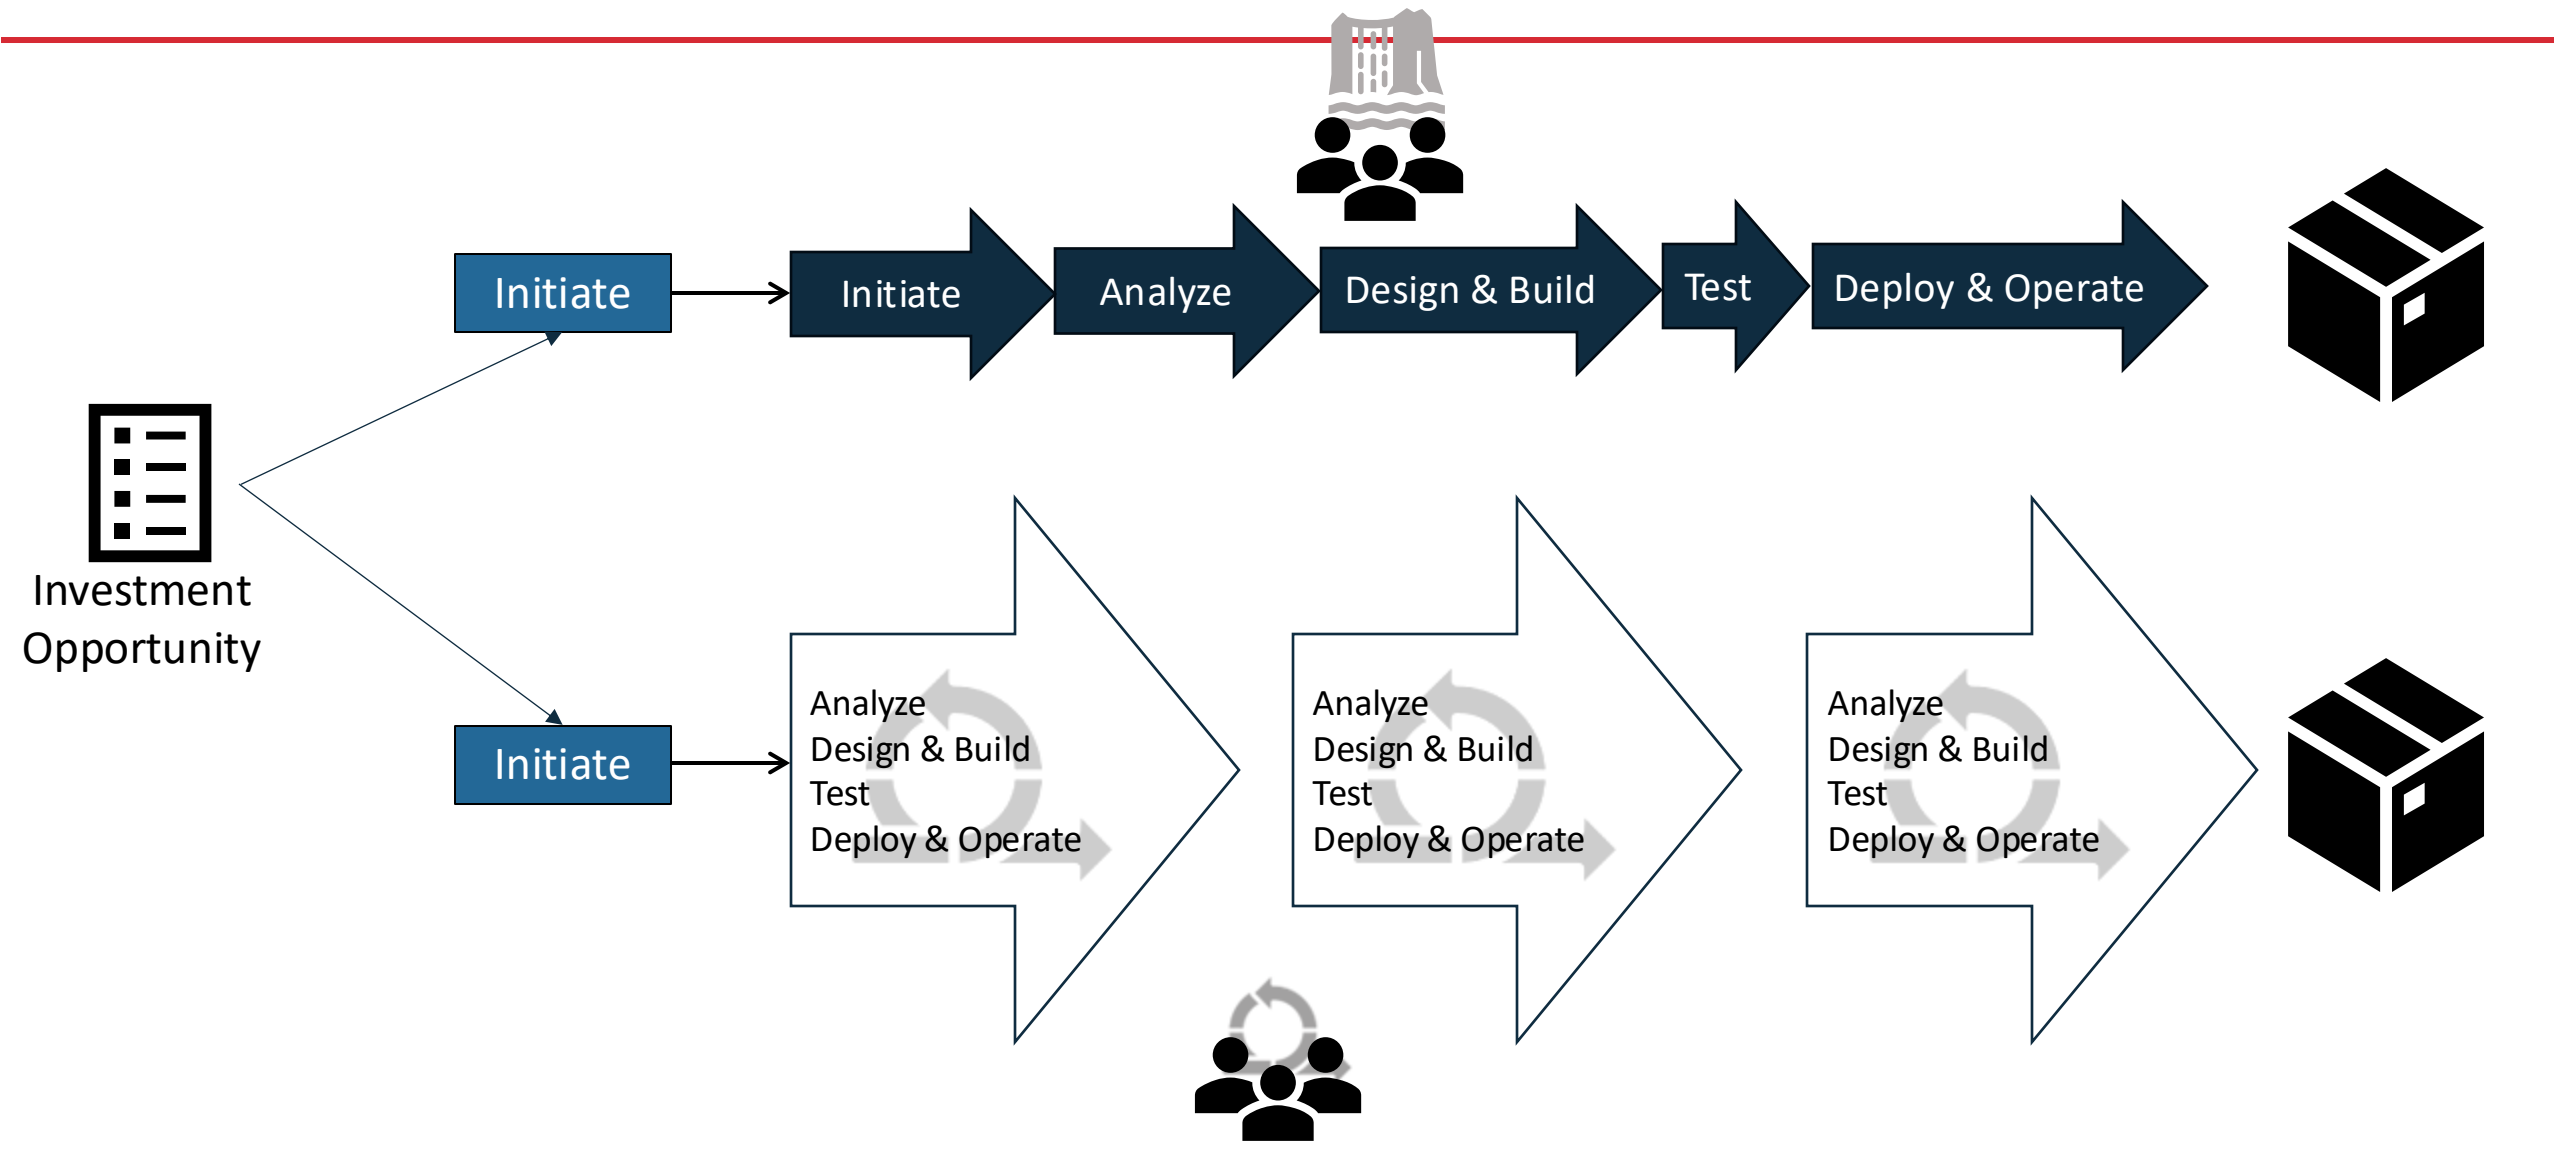 Initiate
Initiate
Analyze
Design & Build
Test
Deploy & Operate
Investment
Opportunity
Initiate
Analyze
Design & Build
Test
Deploy & Operate
Analyze
Design & Build
Test
Deploy & Operate
Analyze
Design & Build
Test
Deploy & Operate